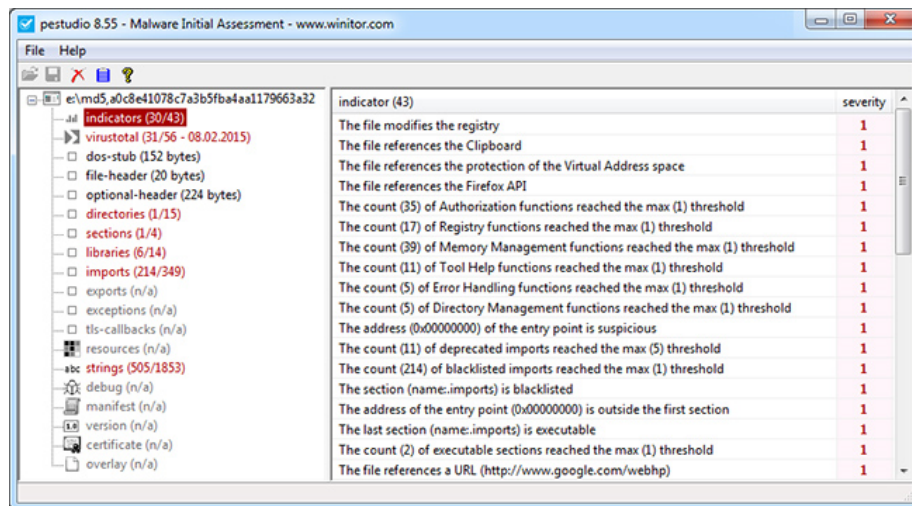 pestudio 8.55 - Malware Initial Assessment - www.winitor.com
File Help
e:\md5,a0c8e41078c7a3b5fba4aa1179663a32
indicators (30/43)
virustotal (31/56 - 08.02.2015)
dos-stub (152 bytes)
file-header (20 bytes)
optional-header (224 bytes)
directories (1/15)
sections (1/4)
libraries (6/14)
imports (214/349)
exports (n/a)
exceptions (n/a)
tls-callbacks (n/a)
resources (n/a)
abc strings (505/1853)
debug (n/a)
manifest (n/a)
1.0 version (n/a)
certificate (n/a)
overlay (n/a)
indicator (43) severity
The file modifies the registry 1
The file references the Clipboard 1
The file references the protection of the Virtual Address space 1
The file references the Firefox API 1
The count (35) of Authorization functions reached the max (1) threshold 1
The count (17) of Registry functions reached the max (1) threshold 1
The count (39) of Memory Management functions reached the max (1) threshold 1
The count (11) of Tool Help functions reached the max (1) threshold 1
The count (5) of Error Handling functions reached the max (1) threshold 1
The count (5) of Directory Management functions reached the max (1) threshold 1
The address (0x00000000) of the entry point is suspicious 1
The count (11) of deprecated imports reached the max (5) threshold 1
The count (214) of blacklisted imports reached the max (1) threshold 1
The section (name:.imports) is blacklisted 1
The address of the entry point (0x00000000) is outside the first section 1
The last section (name:.imports) is executable 1
The count (2) of executable sections reached the max (1) threshold 1
The file references a URL (http://www.google.com/webhp) 1